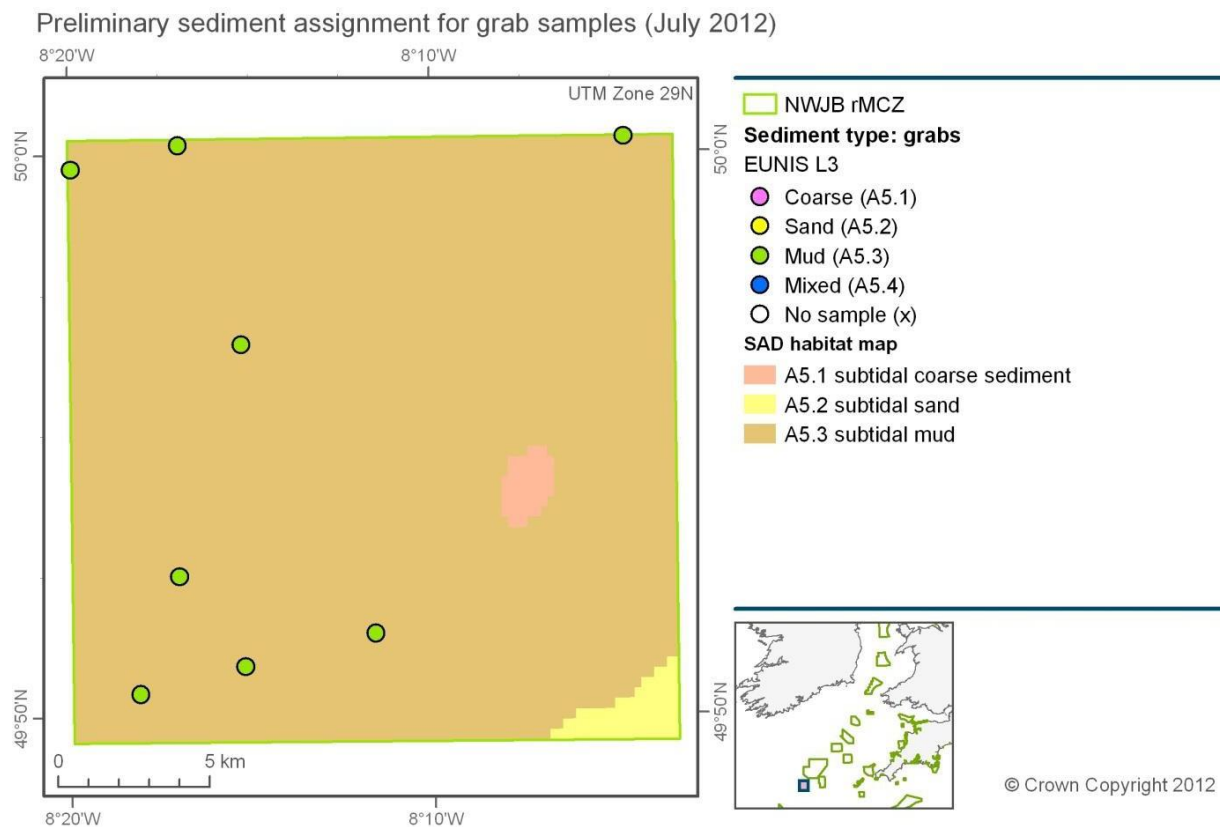 Preliminary sediment assignment for grab samples (July 2012)
8°20'W
8°10'W
UTM Zone 29N
50°0'N
50°0'N
49°50'N
49°50'N
0
5 km
8°20'W
8°10'W
NWJB rMCZ
Sediment type: grabs
EUNIS L3
Coarse (A5.1)
Sand (A5.2)
Mud (A5.3)
Mixed (A5.4)
No sample (x)
SAD habitat map
A5.1 subtidal coarse sediment
A5.2 subtidal sand
A5.3 subtidal mud
© Crown Copyright 2012